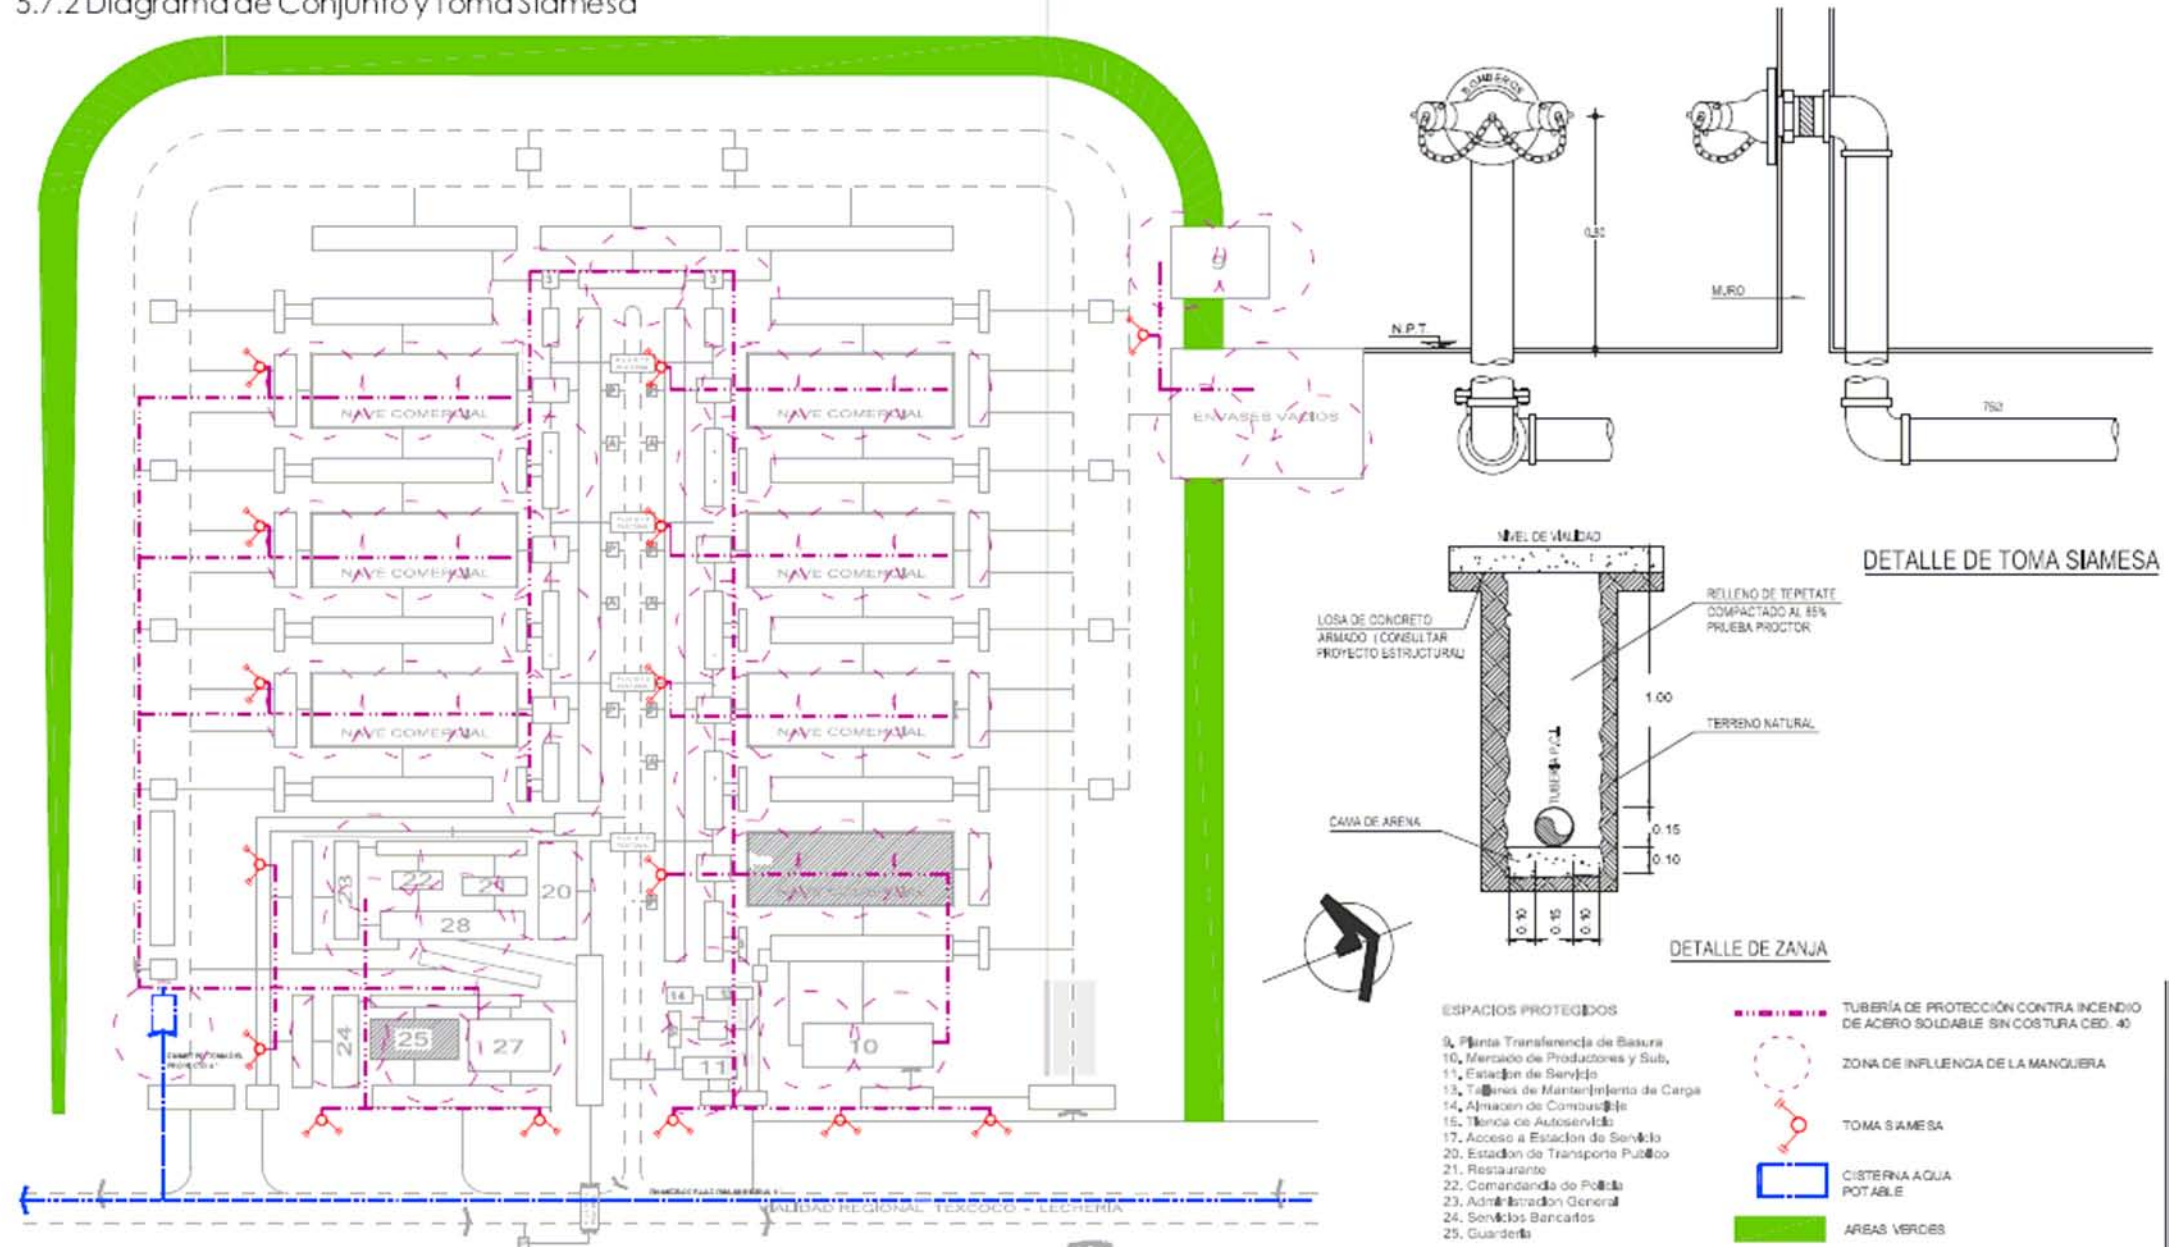 5.7.2 Diagrama de Conjunto y Toma Siamesa
BOMBEROS
0.80
MURO
N.P.T.
75Ø
DETALLE DE TOMA SIAMESA
9
ENVASES VACIOS
3
3
NAVE COMERCIAL
NAVE COMERCIAL
NAVE COMERCIAL
NAVE COMERCIAL
NAVE COMERCIAL
NAVE COMERCIAL
23
22
21
20
28
24
25
27
14
11
10
NIVEL DE VIALIDAD
LOSA DE CONCRETO
ARMADO (CONSULTAR
PROYECTO ESTRUCTURAL)
RELLENO DE TEPETATE
COMPACTADO AL 85%
PRUEBA PROCTOR
1.00
TERRENO NATURAL
TUBERIA P.C.I.
CAMA DE ARENA
0.15
0.10
0.10
0.15
0.10
DETALLE DE ZANJA
ESPACIOS PROTEGIDOS
9. Planta Transferencia de Basura
10. Mercado de Productores y Sub.
11. Estacion de Servicio
13. Talleres de Mantenimiento de Carga
14. Almacen de Combustible
15. Tienda de Autoservicio
17. Acceso a Estacion de Servicio
20. Estacion de Transporte Publico
21. Restaurante
22. Comandancia de Policia
23. Administracion General
24. Servicios Bancarios
25. Guarderia
TUBERÍA DE PROTECCIÓN CONTRA INCENDIO
DE ACERO SOLDABLE SIN COSTURA CED. 40
ZONA DE INFLUENCIA DE LA MANGUERA
TOMA SIAMESA
CISTERNA AGUA
POTABLE
AREAS VERDES
VIALIDAD REGIONAL TEXCOCO - LECHERIA